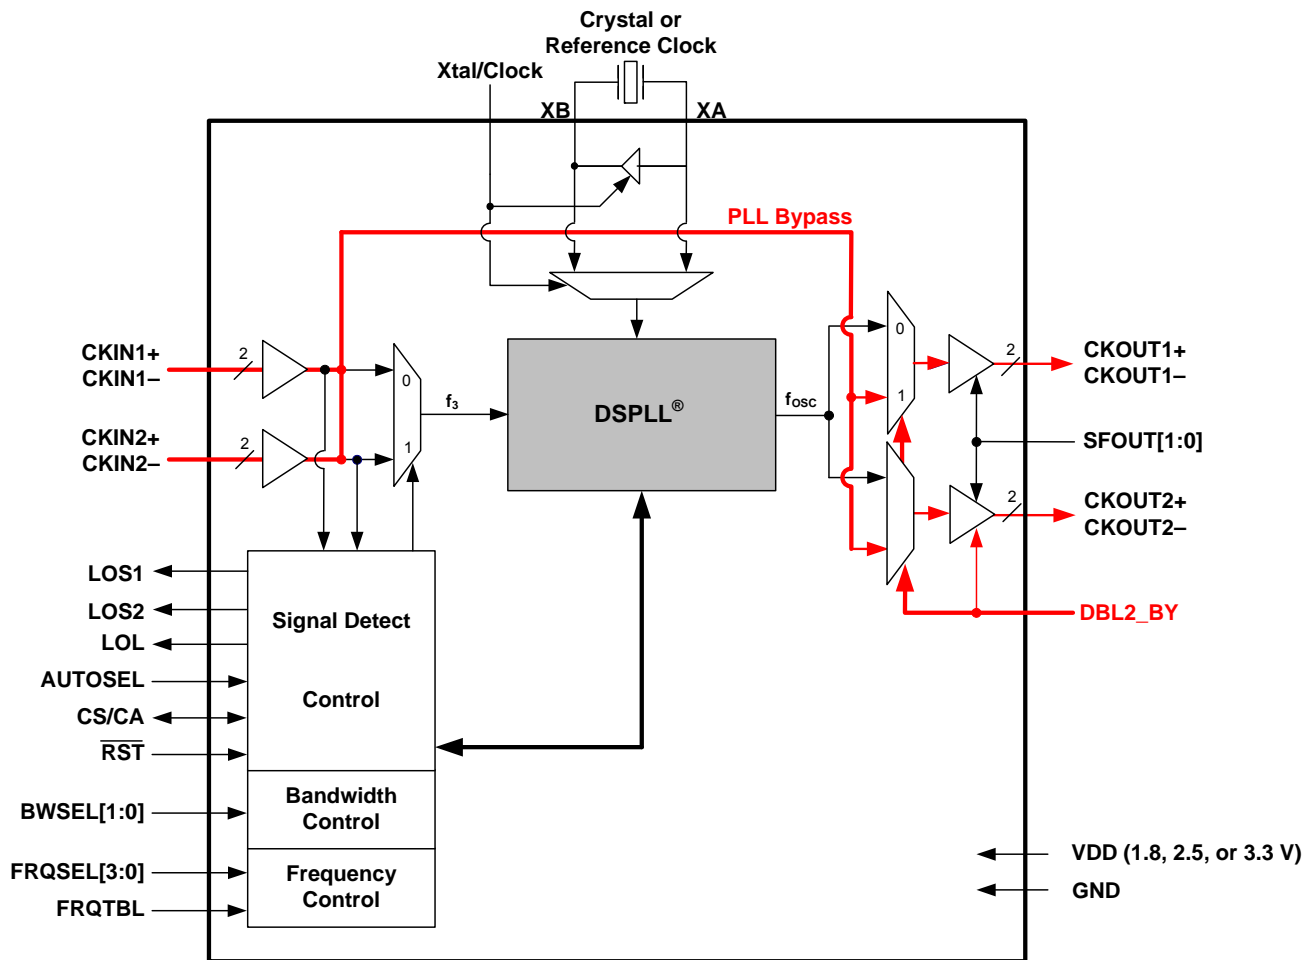 Crystal or
Reference Clock
Xtal/Clock
XB
XA
PLL Bypass
CKIN1+
CKIN1–
2
0
1
f3
DSPLL®
fOSC
0
1
2
CKOUT1+
CKOUT1–
CKIN2+
CKIN2–
2
SFOUT[1:0]
2
CKOUT2+
CKOUT2–
DBL2_BY
LOS1
LOS2
LOL
AUTOSEL
CS/CA
RST
BWSEL[1:0]
FRQSEL[3:0]
FRQTBL
Signal Detect
Control
Bandwidth
Control
Frequency
Control
VDD (1.8, 2.5, or 3.3 V)
GND